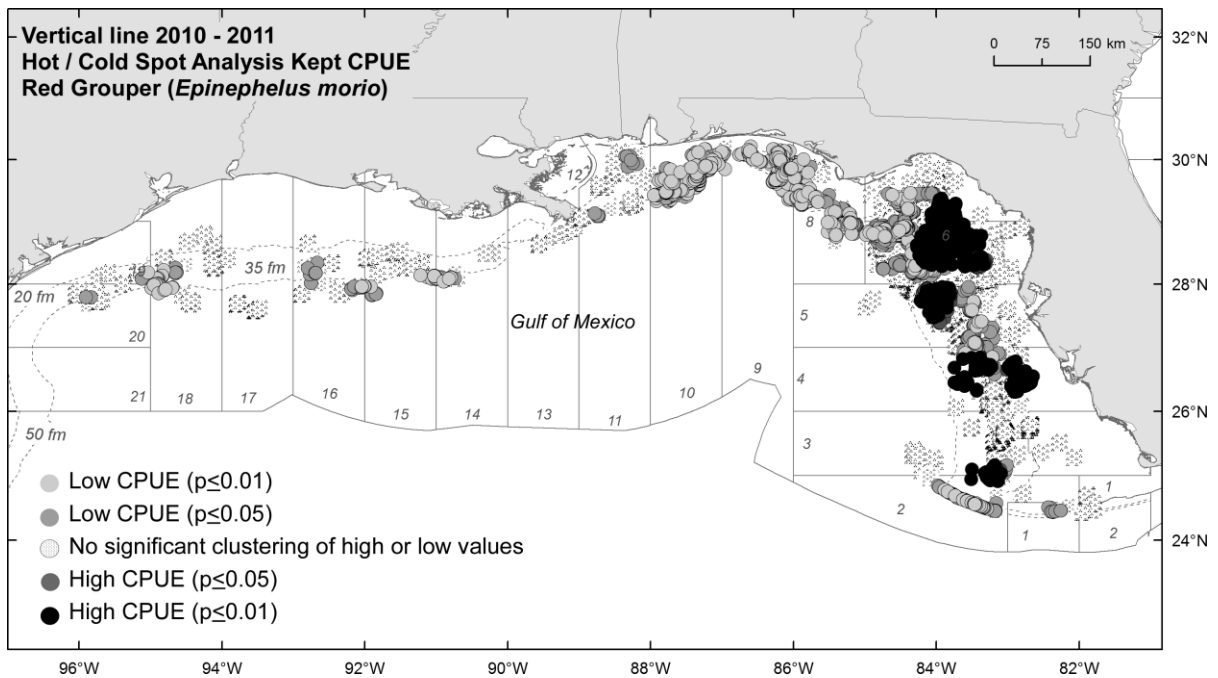 Vertical line 2010 - 2011
Hot / Cold Spot Analysis Kept CPUE
Red Grouper (Epinephelus morio)
0 75 150 km
32°N
30°N
28°N
26°N
24°N
12
8
6
35 fm
19
20 fm
Gulf of Mexico
5
20
9
4
21 18 17 16 15 14 13 11 10
50 fm
3
2
1
1
2
Low CPUE (p≤0.01)
Low CPUE (p≤0.05)
No significant clustering of high or low values
High CPUE (p≤0.05)
High CPUE (p≤0.01)
96°W 94°W 92°W 90°W 88°W 86°W 84°W 82°W